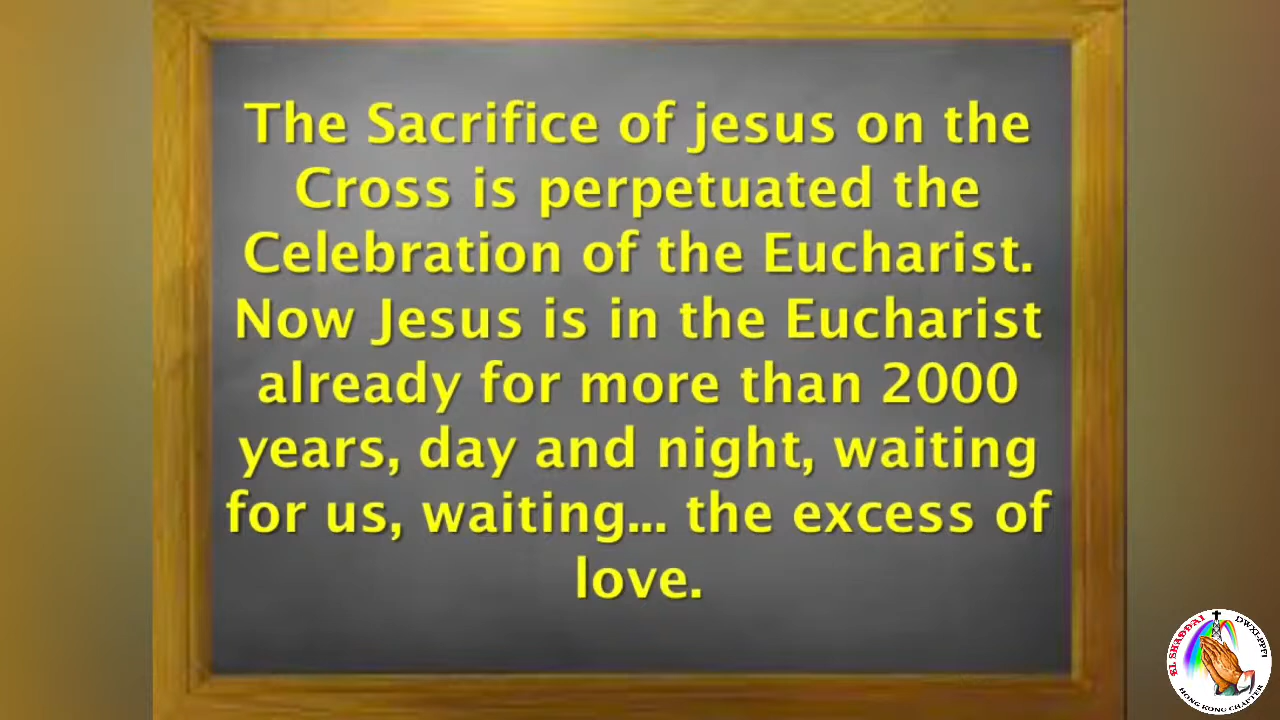 The Sacrifice of jesus on the
Cross is perpetuated the
Celebration of the Eucharist.
Now Jesus is in the Eucharist
already for more than 2000
years, day and night, waiting
for us, waiting... the excess of
love.
EL SHADDAI
DWXI-PPFI
HONG KONG CHAPTER